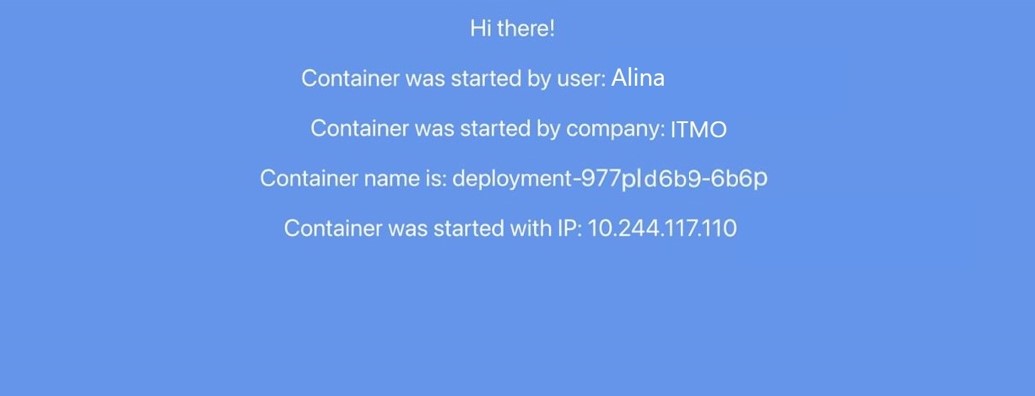 Hi there!
Container was started by user: Alina
Container was started by company: ITMO
Container name is: deployment-977pld6b9-6b6p
Container was started with IP: 10.244.117.110